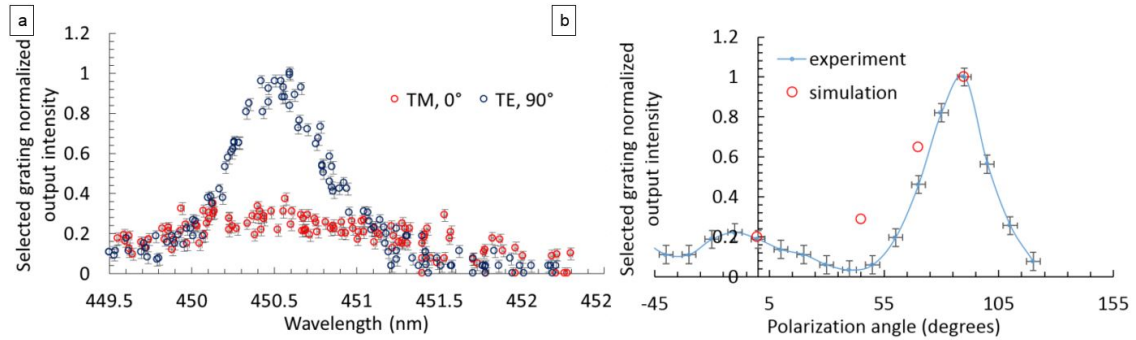 a
Selected grating normalized
output intensity
1.2
1
0.8
0.6
0.4
0.2
0
TM, 0°
TE, 90°
449.5
450
450.5
451
451.5
452
452
Wavelength (nm)
b
Selected grating normalized
output intensity
1.2
1
0.8
0.6
0.4
0.2
0
experiment
simulation
-45
5
55
105
155
Polarization angle (degrees)